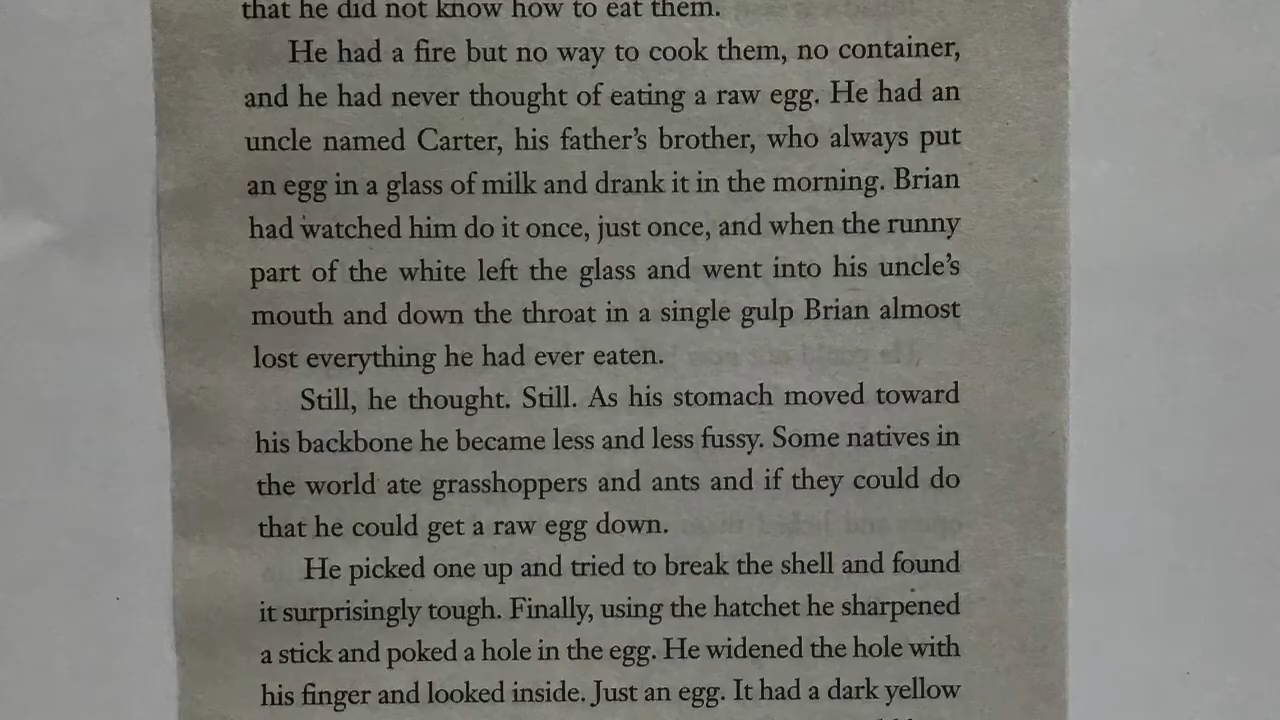 that he did not know how to eat them.
He had a fire but no way to cook them, no container,
and he had never thought of eating a raw egg. He had an
uncle named Carter, his father’s brother, who always put
an egg in a glass of milk and drank it in the morning. Brian
had watched him do it once, just once, and when the runny
part of the white left the glass and went into his uncle’s
mouth and down the throat in a single gulp Brian almost
lost everything he had ever eaten.
Still, he thought. Still. As his stomach moved toward
his backbone he became less and less fussy. Some natives in
the world ate grasshoppers and ants and if they could do
that he could get a raw egg down.
He picked one up and tried to break the shell and found
it surprisingly tough. Finally, using the hatchet he sharpened
a stick and poked a hole in the egg. He widened the hole with
his finger and looked inside. Just an egg. It had a dark yellow